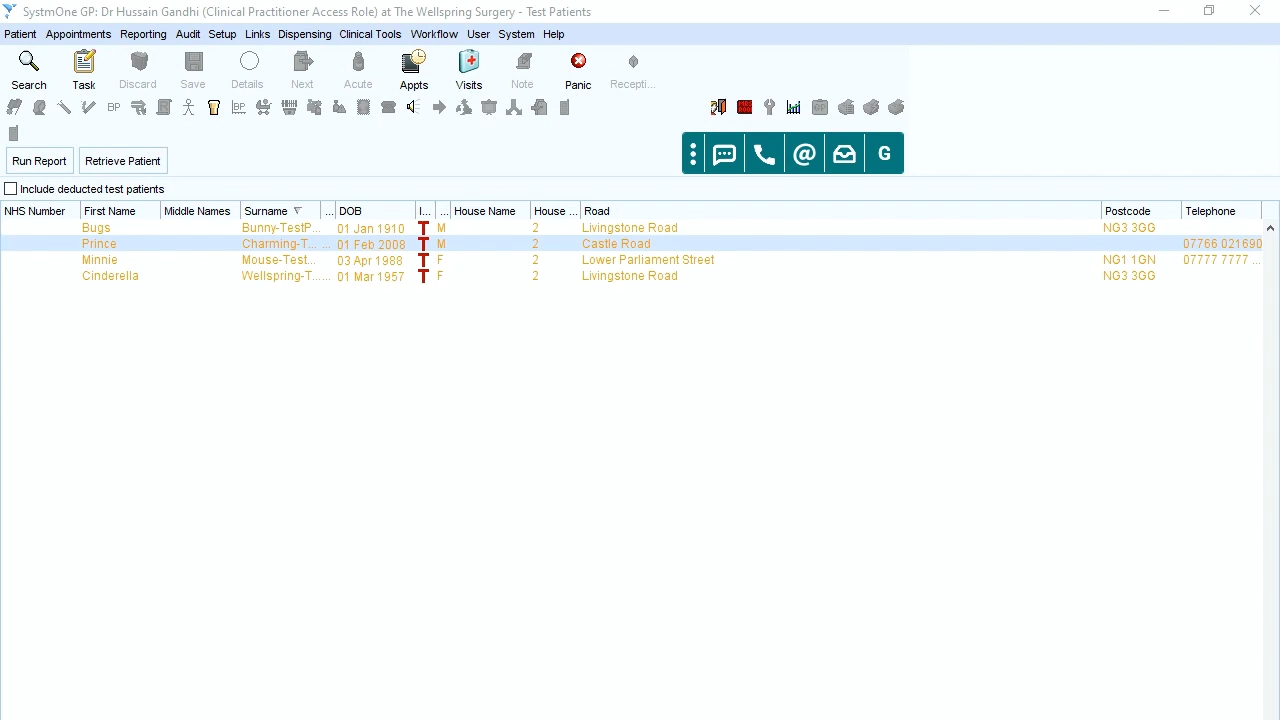 SystmOne GP: Dr Hussain Gandhi (Clinical Practitioner Access Role) at The Wellspring Surgery - Test Patients
Patient Appointments Reporting Audit Setup Links Dispensing Clinical Tools Workflow User System Help
Search Task Discard Save Details Next Acute Appts Visits Note Panic Recepti...
BP BP
Run Report Retrieve Patient @ G
Include deducted test patients
NHS Number First Name Middle Names Surname ... DOB I... ... House Name House ... Road Postcode Telephone
Bugs Bunny-TestP... 01 Jan 1910 T M 2 Livingstone Road NG3 3GG
Prince Charming-T... ... 01 Feb 2008 T M 2 Castle Road 07766 021690
Minnie Mouse-Test... 03 Apr 1988 T F 2 Lower Parliament Street NG1 1GN 07777 7777 ...
Cinderella Wellspring-T... ... 01 Mar 1957 T F 2 Livingstone Road NG3 3GG